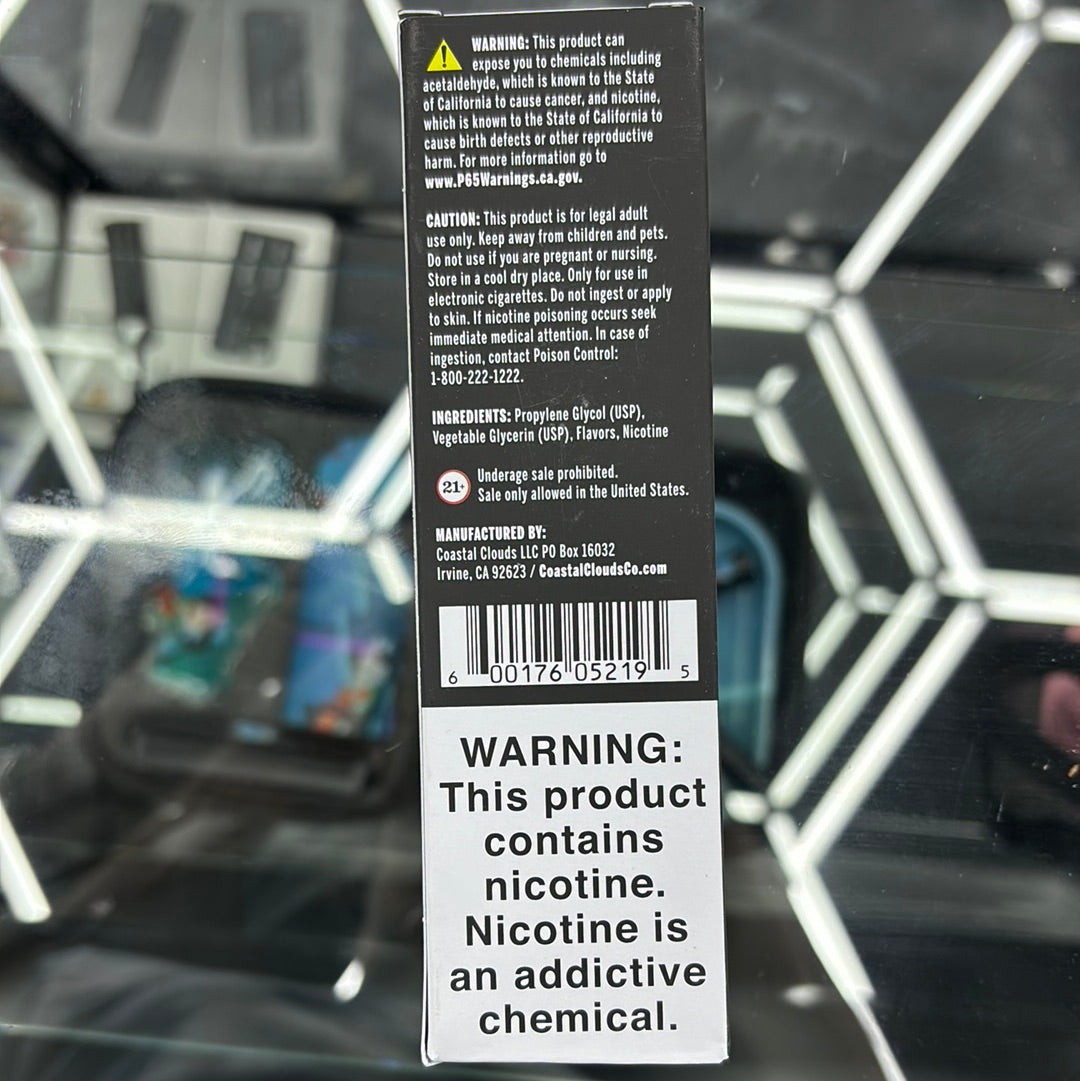 WARNING: This product can
expose you to chemicals including
acetaldehyde, which is known to the State
of California to cause cancer, and nicotine,
which is known to the State of California to
cause birth defects or other reproductive
harm. For more information go to
www.P65Warnings.ca.gov.
CAUTION: This product is for legal adult
use only. Keep away from children and pets.
Do not use if you are pregnant or nursing.
Store in a cool dry place. Only for use in
electronic cigarettes. Do not ingest or apply
to skin. If nicotine poisoning occurs seek
immediate medical attention. In case of
ingestion, contact Poison Control:
1-800-222-1222.
INGREDIENTS: Propylene Glycol (USP),
Vegetable Glycerin (USP), Flavors, Nicotine
21+
Underage sale prohibited.
Sale only allowed in the United States.
MANUFACTURED BY:
Coastal Clouds LLC PO Box 16032
Irvine, CA 92623 / CoastalCloudsCo.com
6 00176 05219 5
WARNING:
This product
contains
nicotine.
Nicotine is
an addictive
chemical.